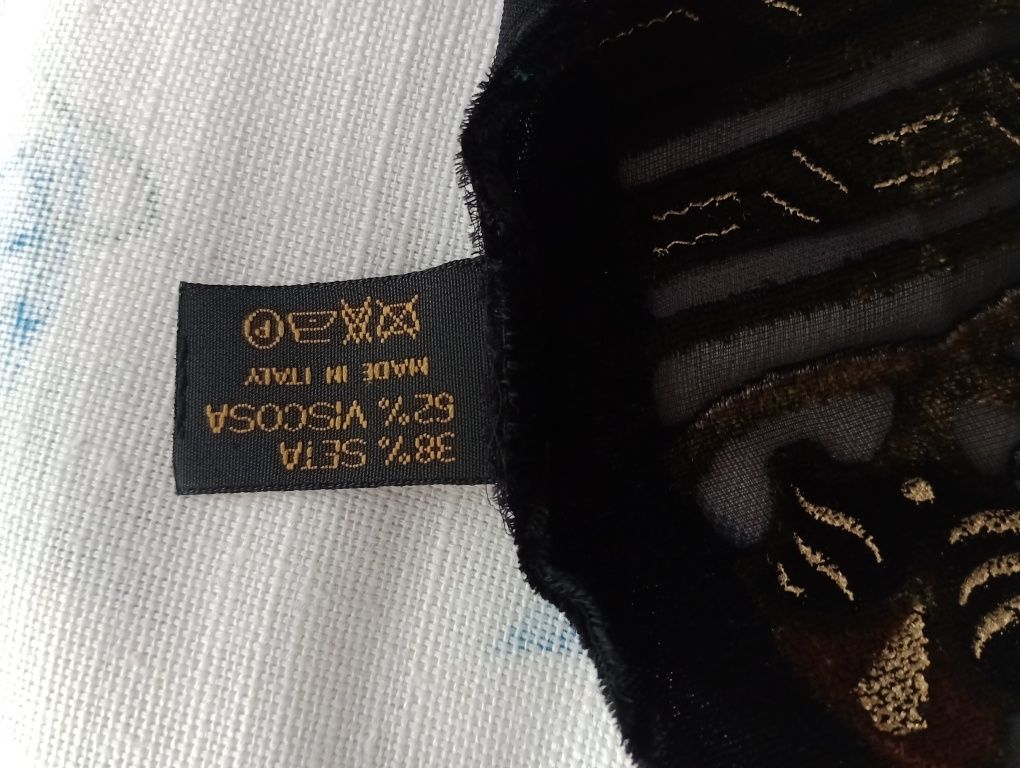 38% SETA
62% VISCOSA
MADE IN ITALY
P